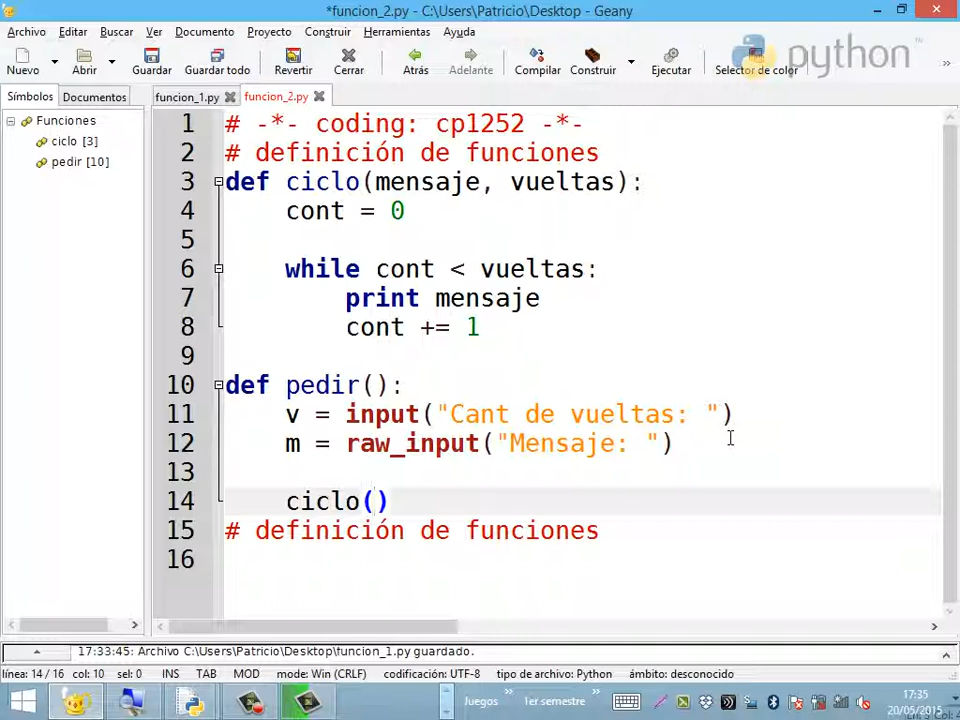 *funcion_2.py - C:\Users\Patricio\Desktop - Geany
Archivo Editar Buscar Ver Documento Proyecto Construir Herramientas Ayuda
Nuevo Abrir Guardar Guardar todo Revertir Cerrar Atrás Adelante Compilar Construir Ejecutar Selector de color »
python™
Símbolos Documentos funcion_1.py funcion_2.py
Funciones
ciclo [3]
pedir [10]
1 # -*- coding: cp1252 -*-
2 # definición de funciones
3 def ciclo(mensaje, vueltas):
4 cont = 0
5
6 while cont < vueltas:
7 print mensaje
8 cont += 1
9
10 def pedir():
11 v = input("Cant de vueltas: ")
12 m = raw_input("Mensaje: ")
13
14 ciclo()
15 # definición de funciones
16
17:33:45: Archivo C:\Users\Patricio\Desktop\funcion_1.py guardado.
línea: 14 / 16 col: 10 sel: 0 INS TAB MOD modo: Win (CRLF) codificación: UTF-8 tipo de archivo: Python ámbito: desconocido
Juegos » 1er semestre » 17:35
20/05/2015